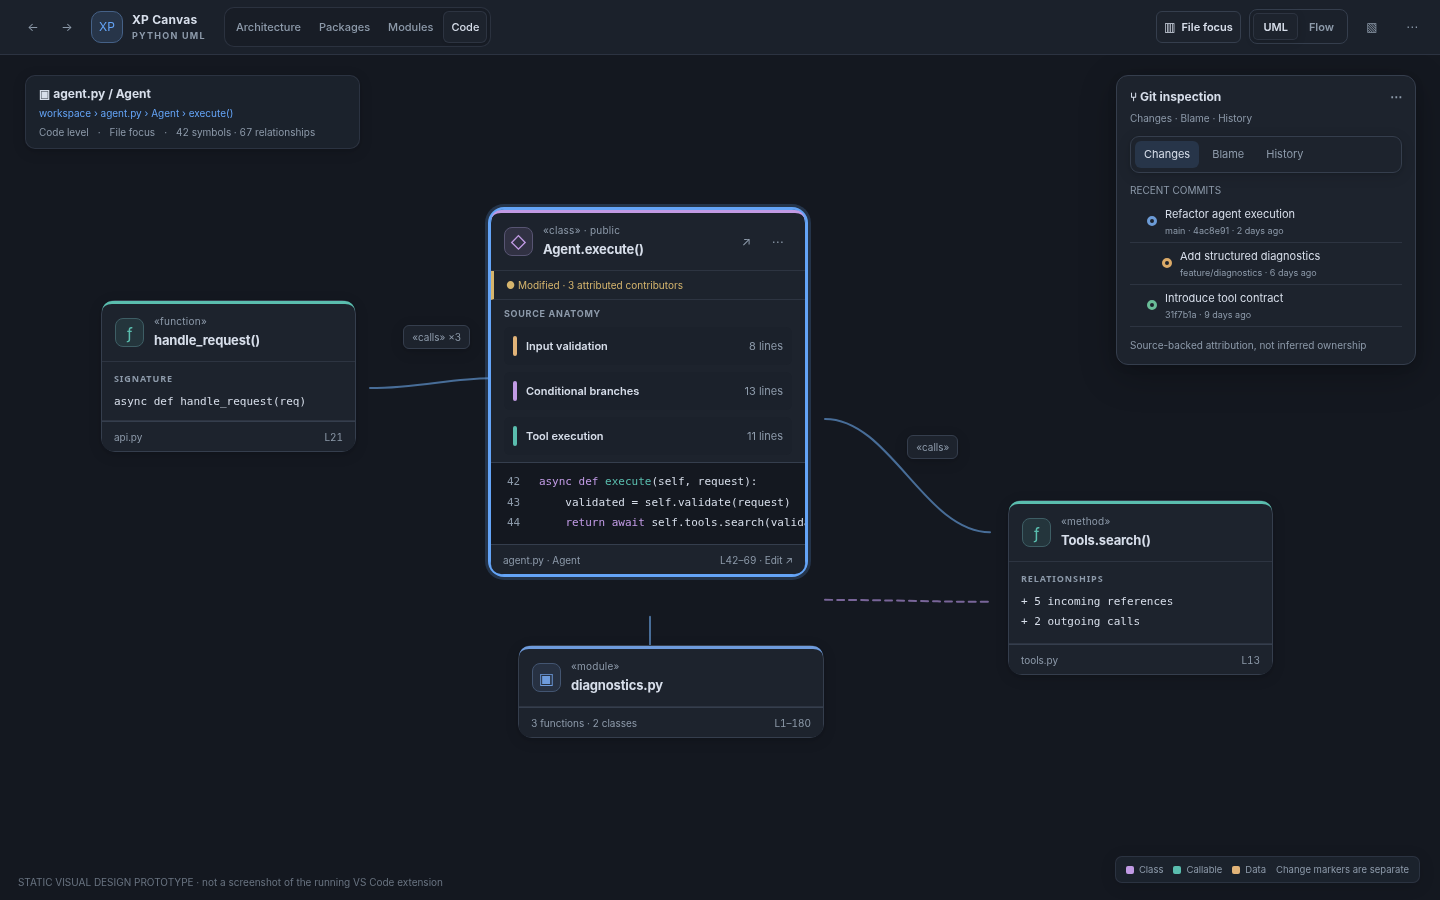 ← → XP XP Canvas
PYTHON UML
Architecture Packages Modules Code
File focus UML Flow ···
agent.py / Agent
workspace › agent.py › Agent › execute()
Code level · File focus · 42 symbols · 67 relationships
Git inspection ···
Changes · Blame · History
Changes Blame History
RECENT COMMITS
Refactor agent execution
main · 4ac8e91 · 2 days ago
Add structured diagnostics
feature/diagnostics · 6 days ago
Introduce tool contract
31f7b1a · 9 days ago
Source-backed attribution, not inferred ownership
«class» · public
Agent.execute() ↗ ···
● Modified · 3 attributed contributors
SOURCE ANATOMY
Input validation 8 lines
Conditional branches 13 lines
Tool execution 11 lines
42 async def execute(self, request):
43 validated = self.validate(request)
44 return await self.tools.search(valida
agent.py · Agent L42–69 · Edit ↗
ƒ «function»
handle_request()
SIGNATURE
async def handle_request(req)
api.py L21
«calls» ×3
«calls»
ƒ «method»
Tools.search()
RELATIONSHIPS
+ 5 incoming references
+ 2 outgoing calls
tools.py L13
«module»
diagnostics.py
3 functions · 2 classes L1–180
Class Callable Data Change markers are separate
STATIC VISUAL DESIGN PROTOTYPE · not a screenshot of the running VS Code extension